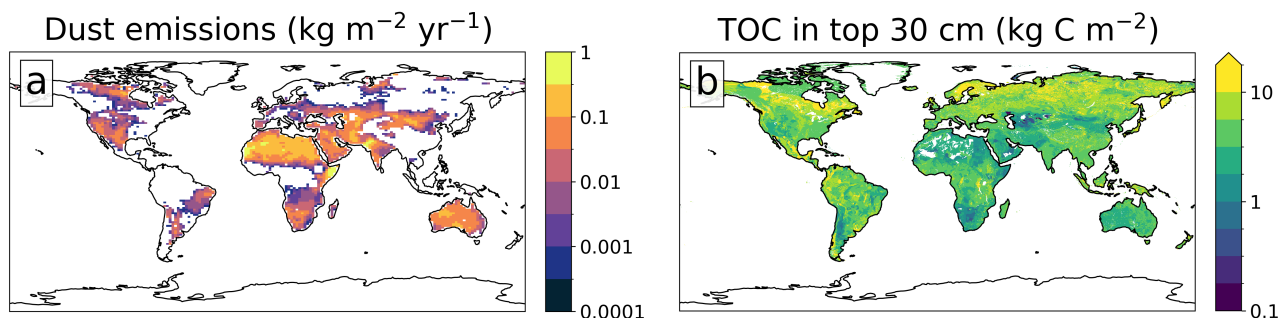 Dust emissions (kg m⁻² yr⁻¹)
a
1
0.1
0.01
0.001
0.0001
TOC in top 30 cm (kg C m⁻²)
b
10
1
0.1